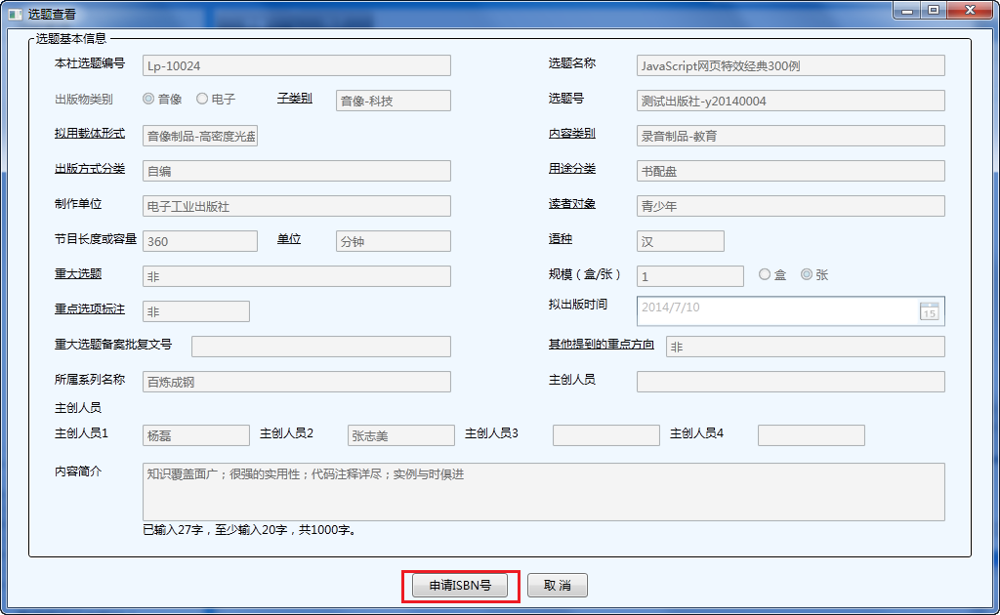 选题查看
选题基本信息
本社选题编号 Lp-10024 选题名称 JavaScript网页特效经典300例
出版物类别 音像 电子 子类别 音像-科技 选题号 测试出版社-y20140004
拟用载体形式 音像制品-高密度光盘 内容类别 录音制品-教育
出版方式分类 自编 用途分类 书配盘
制作单位 电子工业出版社 读者对象 青少年
节目长度或容量 360 单位 分钟 语种 汉
重大选题 非 规模（盒/张） 1 盒 张
重点选项标注 非 拟出版时间 2014/7/10 15
重大选题备案批复文号 其他提到的重点方向 非
所属系列名称 百炼成钢 主创人员
主创人员
主创人员1 杨磊 主创人员2 张志美 主创人员3 主创人员4
内容简介 知识覆盖面广；很强的实用性；代码注释详尽；实例与时俱进
已输入27字，至少输入20字，共1000字。
申请ISBN号 取 消